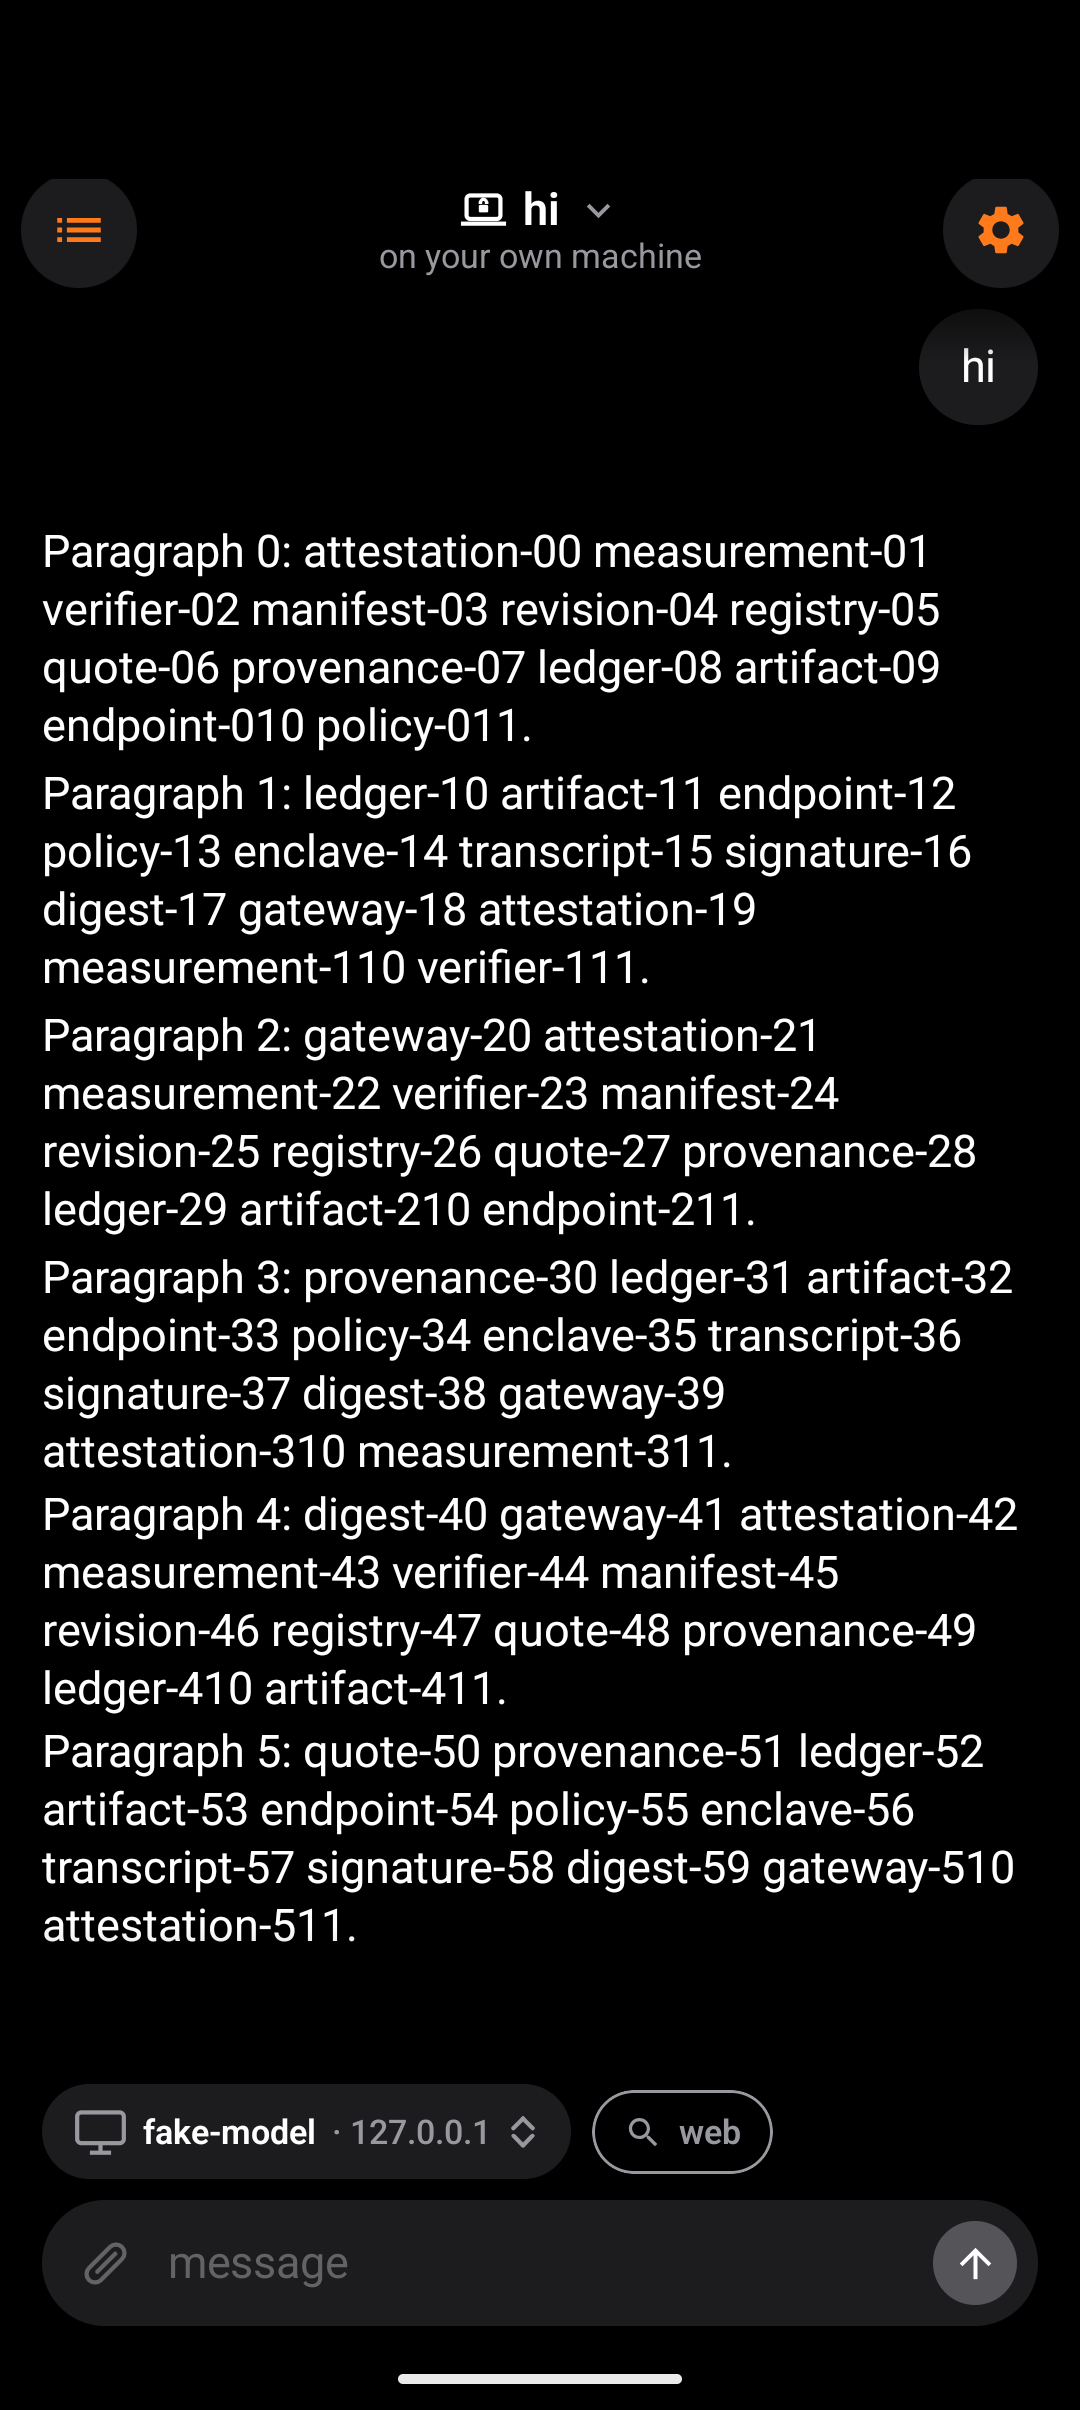 hi
on your own machine
hi
Paragraph 0: attestation-00 measurement-01
verifier-02 manifest-03 revision-04 registry-05
quote-06 provenance-07 ledger-08 artifact-09
endpoint-010 policy-011.
Paragraph 1: ledger-10 artifact-11 endpoint-12
policy-13 enclave-14 transcript-15 signature-16
digest-17 gateway-18 attestation-19
measurement-110 verifier-111.
Paragraph 2: gateway-20 attestation-21
measurement-22 verifier-23 manifest-24
revision-25 registry-26 quote-27 provenance-28
ledger-29 artifact-210 endpoint-211.
Paragraph 3: provenance-30 ledger-31 artifact-32
endpoint-33 policy-34 enclave-35 transcript-36
signature-37 digest-38 gateway-39
attestation-310 measurement-311.
Paragraph 4: digest-40 gateway-41 attestation-42
measurement-43 verifier-44 manifest-45
revision-46 registry-47 quote-48 provenance-49
ledger-410 artifact-411.
Paragraph 5: quote-50 provenance-51 ledger-52
artifact-53 endpoint-54 policy-55 enclave-56
transcript-57 signature-58 digest-59 gateway-510
attestation-511.
fake-model · 127.0.0.1 web
message